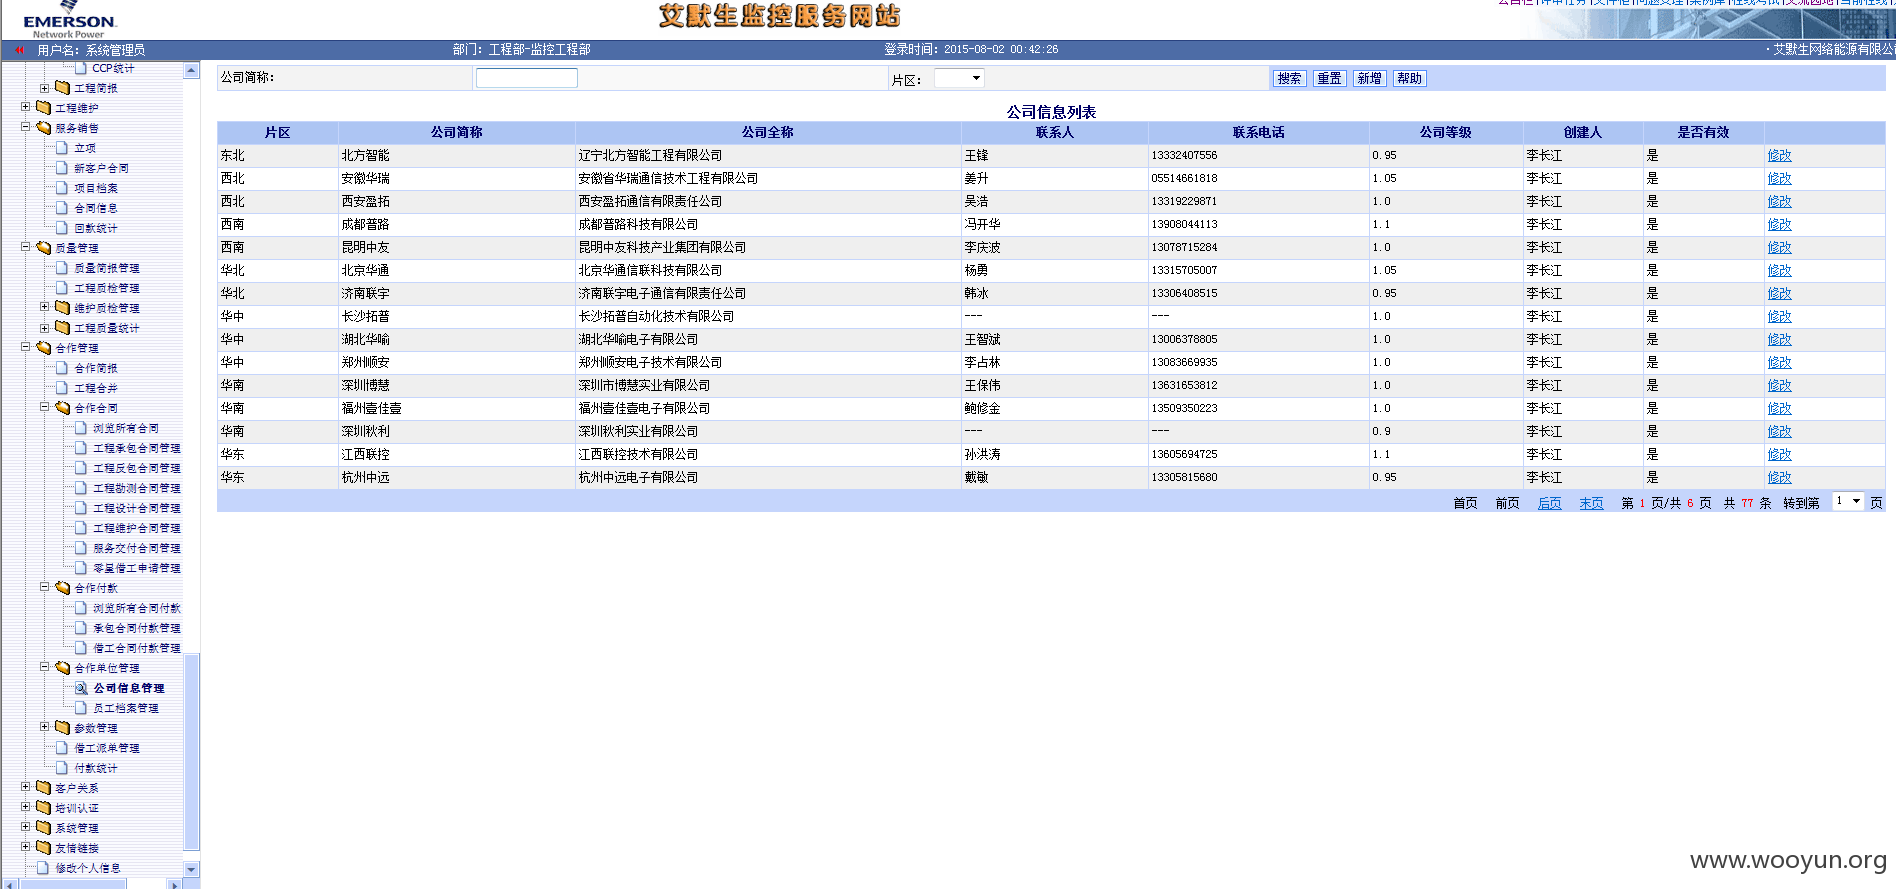 EMERSON
Network Power
艾默生监控服务网站
用户名: 系统管理员 部门: 工程部-监控工程部 登录时间: 2015-08-02 00:42:26 ·艾默生网络能源有限公
CCP统计
工程简报
工程维护
服务销售
立项
新客户合同
项目档案
合同信息
回款统计
质量管理
质量简报管理
工程质检管理
维护质检管理
工程质量统计
合作管理
合作简报
工程合并
合作合同
浏览所有合同
工程承包合同管理
工程反包合同管理
工程勘测合同管理
工程设计合同管理
工程维护合同管理
服务交付合同管理
零星借工申请管理
合作付款
浏览所有合同付款
承包合同付款管理
借工合同付款管理
合作单位管理
公司信息管理
员工档案管理
参数管理
借工派单管理
付款统计
客户关系
培训认证
系统管理
友情链接
修改个人信息
公司简称: 片区: 搜索 重置 新增 帮助
公司信息列表
片区 公司简称 公司全称 联系人 联系电话 公司等级 创建人 是否有效
东北 北方智能 辽宁北方智能工程有限公司 王锋 13332407556 0.95 李长江 是 修改
西北 安徽华瑞 安徽省华瑞通信技术工程有限公司 姜升 05514661818 1.05 李长江 是 修改
西北 西安盈拓 西安盈拓通信有限责任公司 吴浩 13319229871 1.0 李长江 是 修改
西南 成都普路 成都普路科技有限公司 冯开华 13908044113 1.1 李长江 是 修改
西南 昆明中友 昆明中友科技产业集团有限公司 李庆波 13078715284 1.0 李长江 是 修改
华北 北京华通 北京华通信联科技有限公司 杨勇 13315705007 1.05 李长江 是 修改
华北 济南联宇 济南联宇电子通信有限责任公司 韩冰 13306408515 0.95 李长江 是 修改
华中 长沙拓普 长沙拓普自动化技术有限公司 --- --- 1.0 李长江 是 修改
华中 湖北华喻 湖北华喻电子有限公司 王智斌 13006378805 1.0 李长江 是 修改
华中 郑州顺安 郑州顺安电子技术有限公司 李占林 13083669935 1.0 李长江 是 修改
华南 深圳博慧 深圳市博慧实业有限公司 王保伟 13631653812 1.0 李长江 是 修改
华南 福州壹佳壹 福州壹佳壹电子有限公司 鲍修金 13509350223 1.0 李长江 是 修改
华南 深圳秋利 深圳秋利实业有限公司 --- --- 0.9 李长江 是 修改
华东 江西联控 江西联控技术有限公司 孙洪涛 13605694725 1.1 李长江 是 修改
华东 杭州中远 杭州中远电子有限公司 戴敏 13305815680 0.95 李长江 是 修改
首页 前页 后页 末页 第 1 页/共 6 页 共 77 条 转到第 1 页
www.wooyun.org